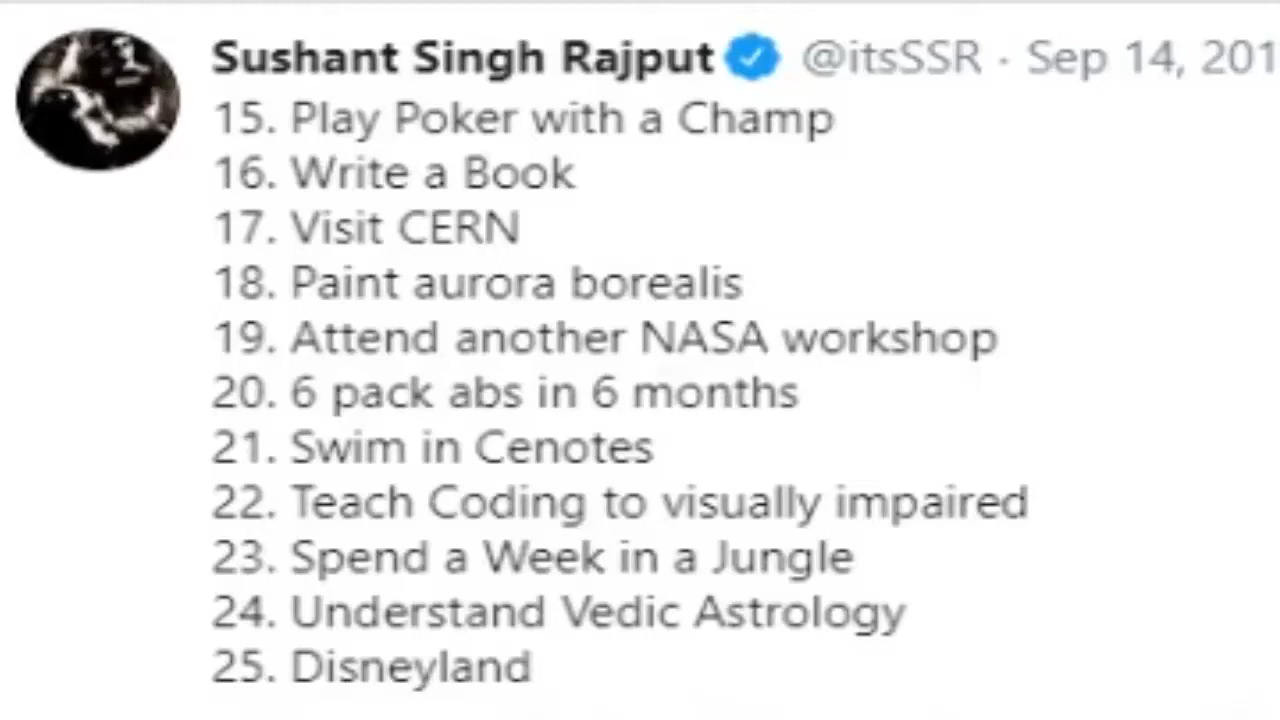 Sushant Singh Rajput @itsSSR · Sep 14, 201
15. Play Poker with a Champ
16. Write a Book
17. Visit CERN
18. Paint aurora borealis
19. Attend another NASA workshop
20. 6 pack abs in 6 months
21. Swim in Cenotes
22. Teach Coding to visually impaired
23. Spend a Week in a Jungle
24. Understand Vedic Astrology
25. Disneyland